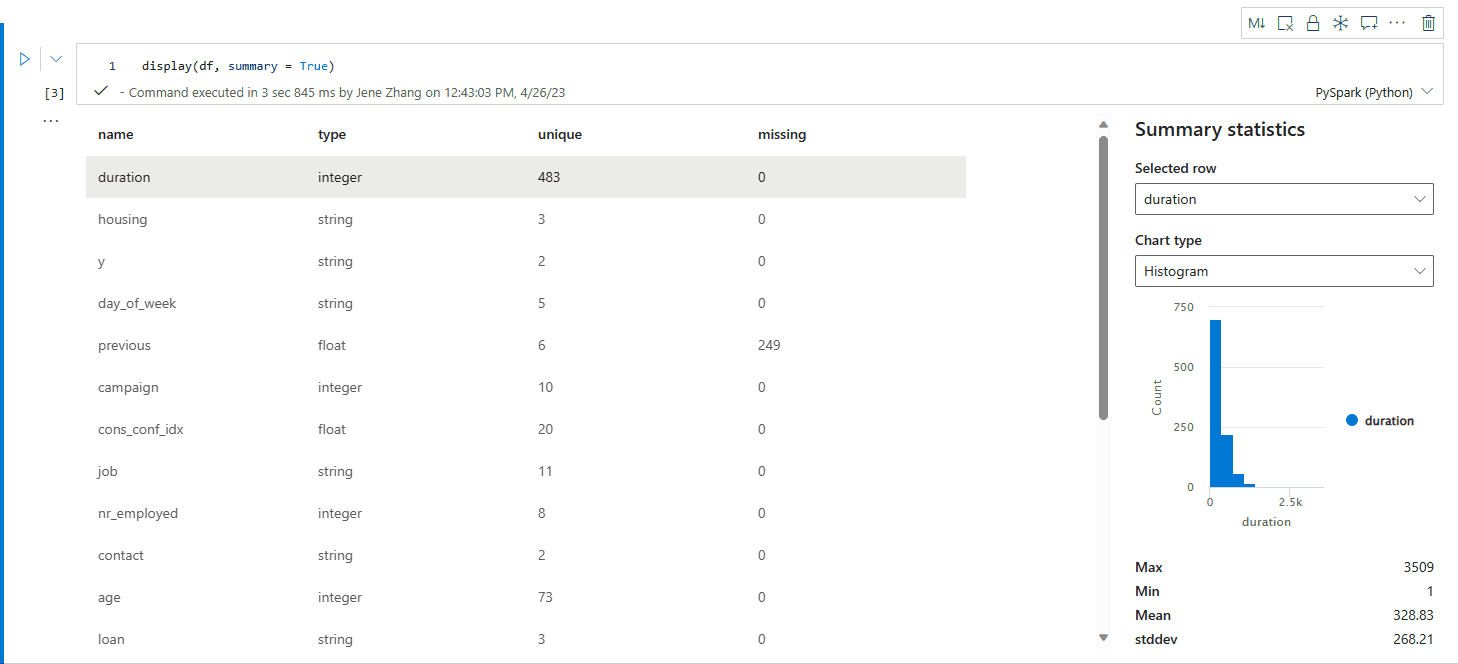 M↓
1 display(df, summary = True)
[3] - Command executed in 3 sec 845 ms by Jene Zhang on 12:43:03 PM, 4/26/23 PySpark (Python)
name type unique missing
duration integer 483 0
housing string 3 0
y string 2 0
day_of_week string 5 0
previous float 6 249
campaign integer 10 0
cons_conf_idx float 20 0
job string 11 0
nr_employed integer 8 0
contact string 2 0
age integer 73 0
loan string 3 0
Summary statistics
Selected row
duration
Chart type
Histogram
750
500
250
0
Count
0 2.5k
duration
duration
Max 3509
Min 1
Mean 328.83
stddev 268.21